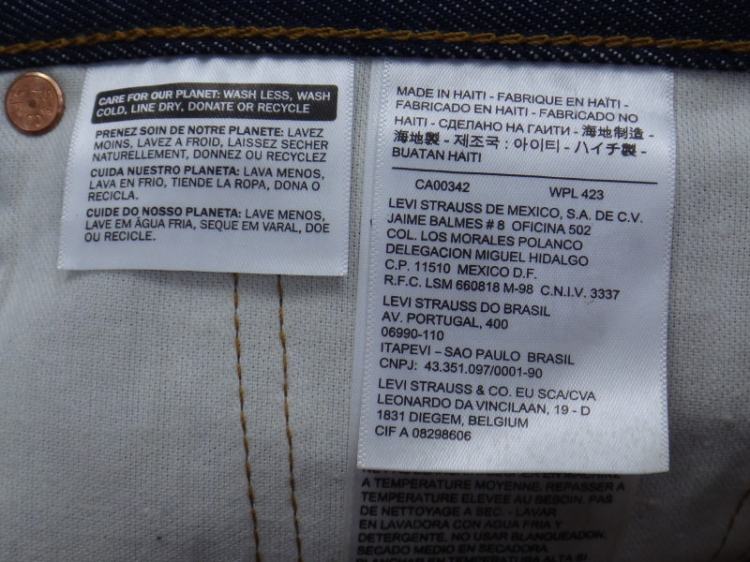 CARE FOR OUR PLANET: WASH LESS, WASH
COLD, LINE DRY, DONATE OR RECYCLE
PRENEZ SOIN DE NOTRE PLANETE: LAVEZ
MOINS, LAVEZ A FROID, LAISSEZ SECHER
NATURELLEMENT, DONNEZ OU RECYCLEZ
CUIDA NUESTRO PLANETA: LAVA MENOS,
LAVA EN FRIO, TIENDE LA ROPA, DONA O
RECICLA.
CUIDE DO NOSSO PLANETA: LAVE MENOS,
LAVE EM ÁGUA FRIA, SEQUE EM VARAL, DOE
OU RECICLE.
MADE IN HAITI - FABRIQUE EN HAÏTI -
FABRICADO EN HAITI - FABRICADO NO
HAITI - СДЕЛАНО НА ГАИТИ - 海地制造 -
海地製 - 제조국 : 아이티 - ハイチ製 -
BUATAN HAITI
CA00342 WPL 423
LEVI STRAUSS DE MEXICO, S.A. DE C.V.
JAIME BALMES # 8 OFICINA 502
COL. LOS MORALES POLANCO
DELEGACION MIGUEL HIDALGO
C.P. 11510 MEXICO D.F.
R.F.C. LSM 660818 M-98 C.N.I.V. 3337
LEVI STRAUSS DO BRASIL
AV. PORTUGAL, 400
06990-110
ITAPEVI – SAO PAULO BRASIL
CNPJ: 43.351.097/0001-90
LEVI STRAUSS & CO. EU SCA/CVA
LEONARDO DA VINCILAAN, 19 - D
1831 DIEGEM, BELGIUM
CIF A 08298606
A TEMPERATURE MOYENNE. REPASSER A
TEMPERATURE ELEVEE AU BESOIN. PAS
DE NETTOYAGE A SEC. - LAVAR
EN LAVADORA CON AGUA FRIA Y
DETERGENTE, NO USAR BLANQUEADOR.
SECADO MEDIO EN SECADORA